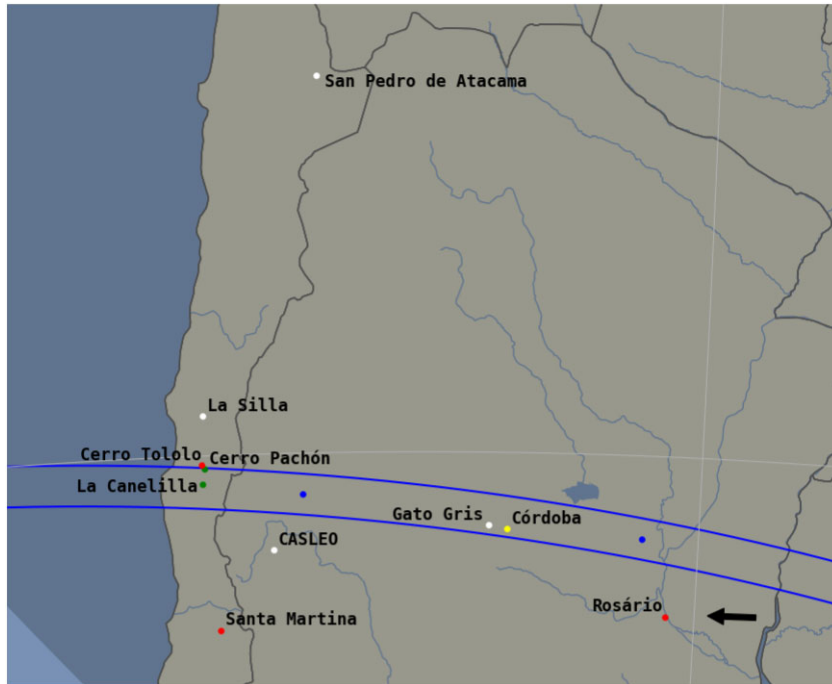 San Pedro de Atacama
La Silla
Cerro Tololo
Cerro Pachón
La Canelilla
Gato Gris
Córdoba
CASLEO
Rosário
Santa Martina